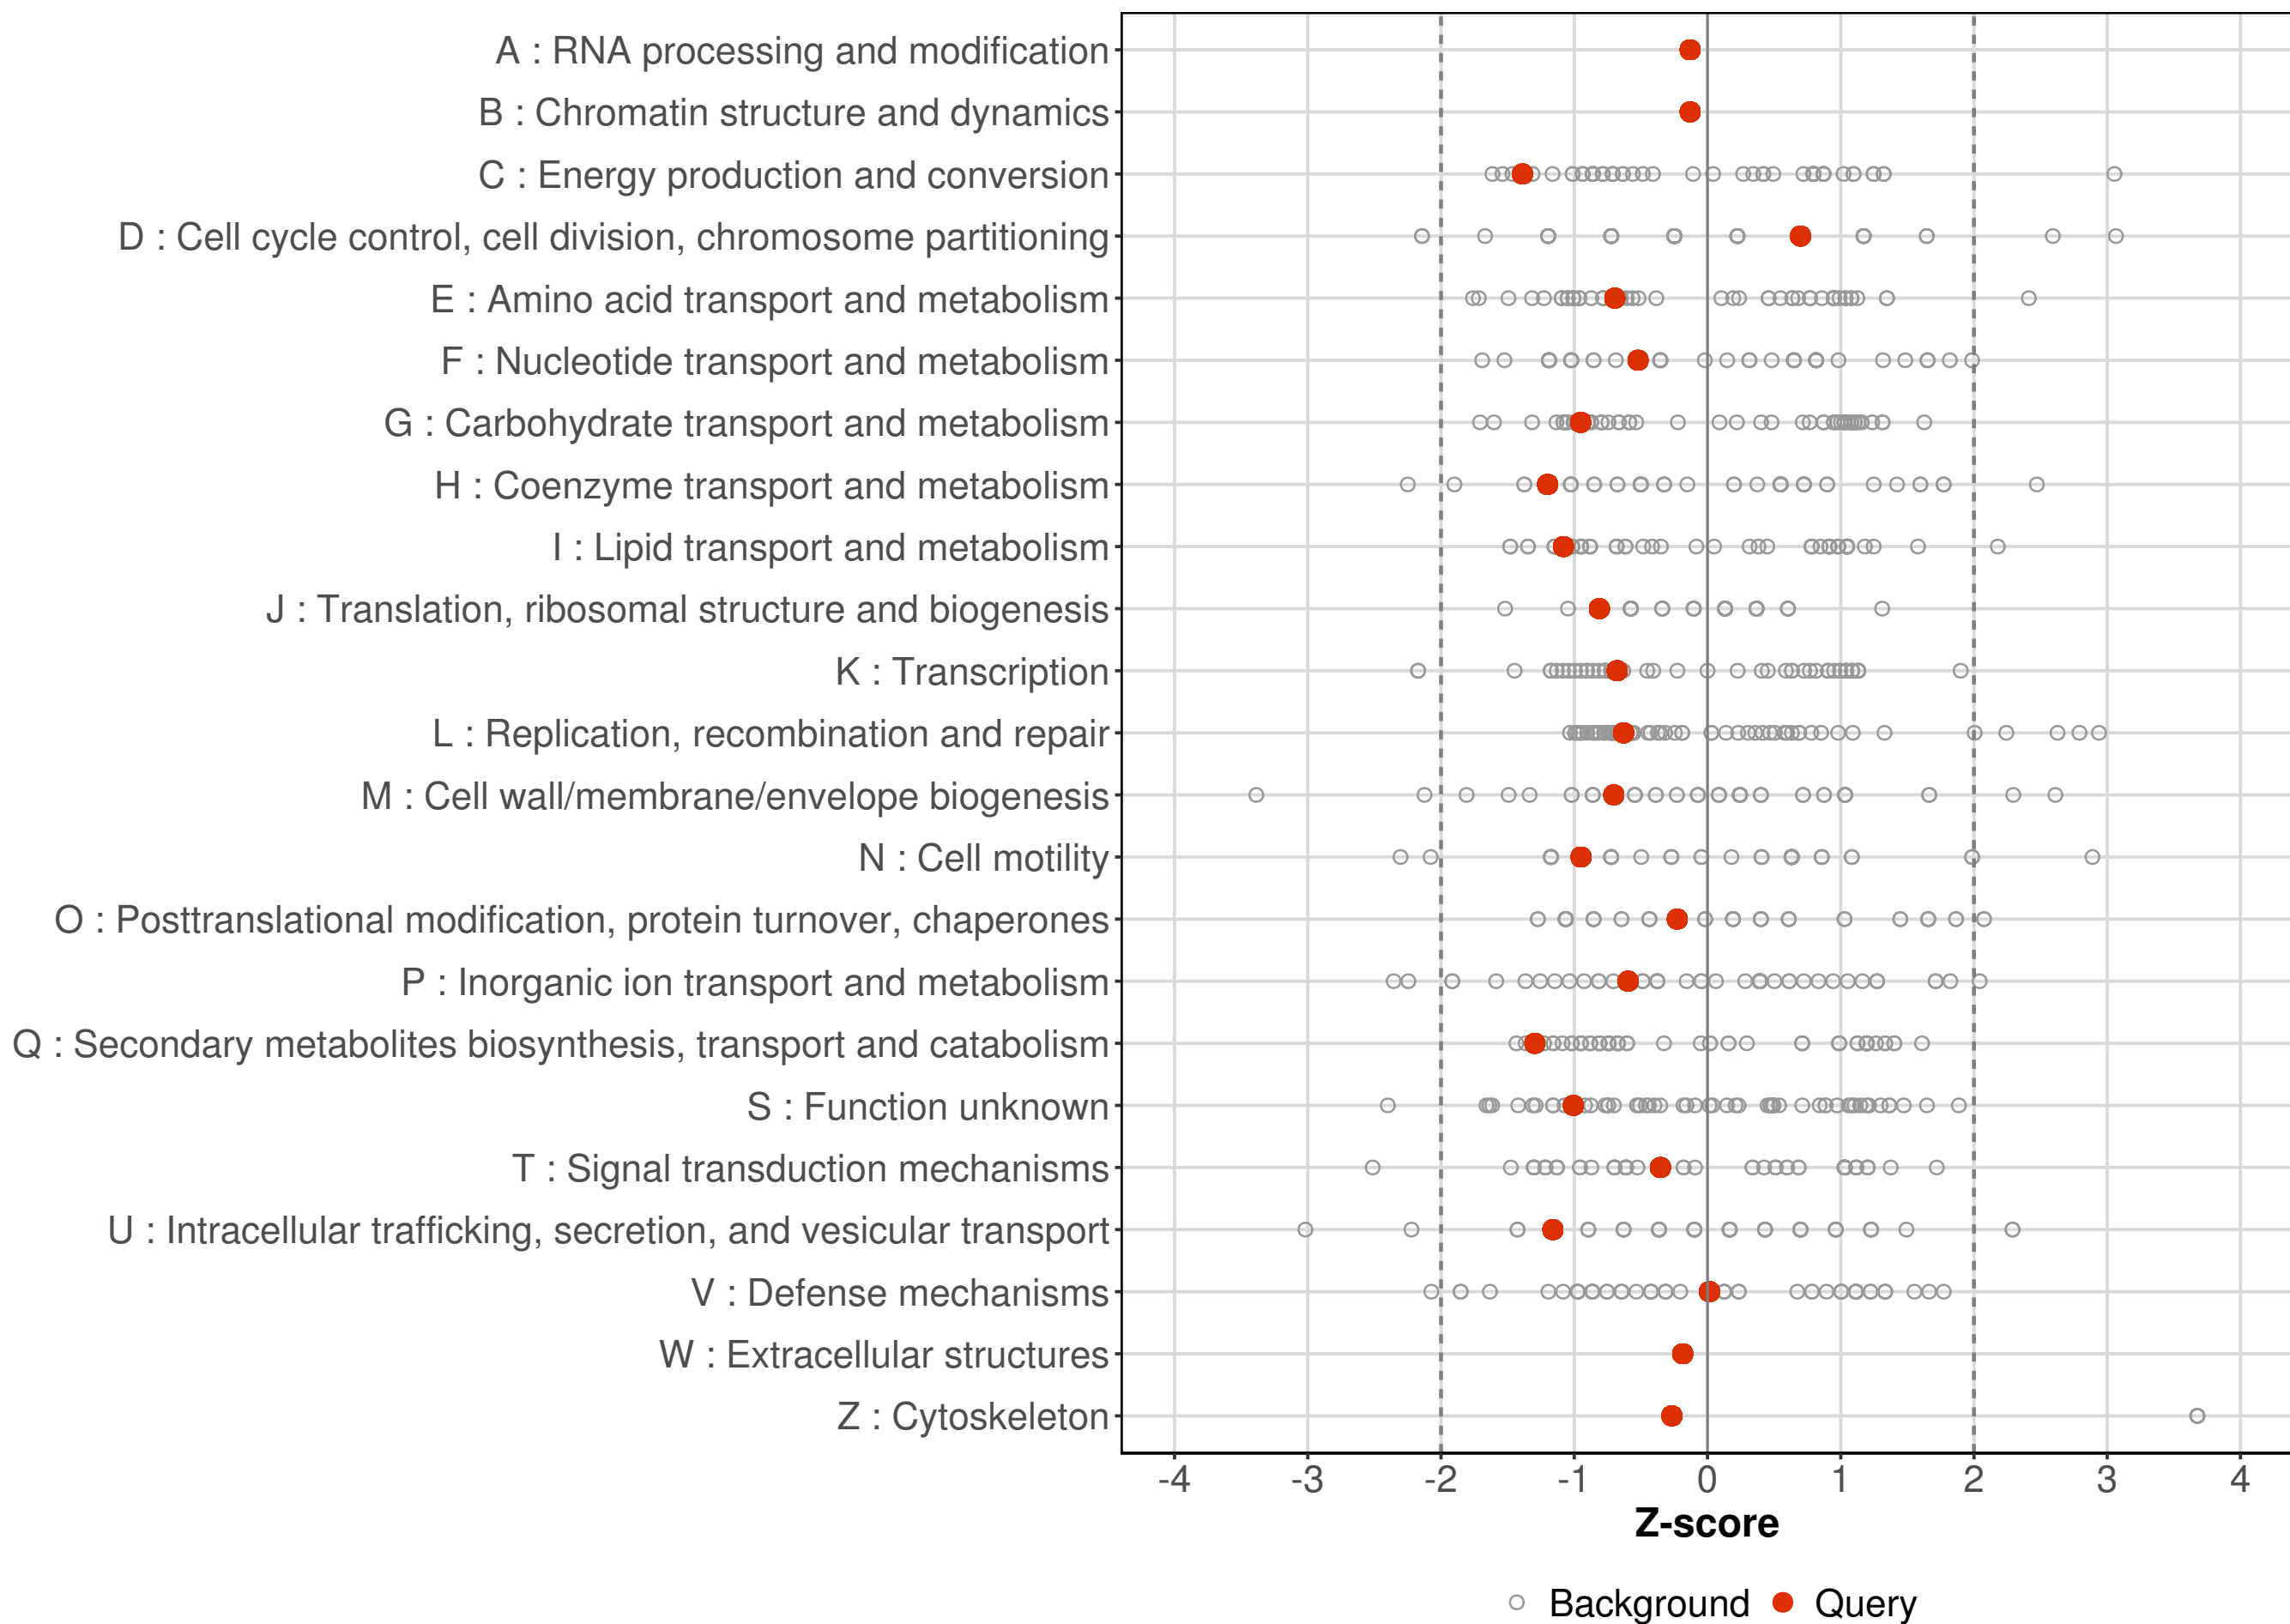 A : RNA processing and modification
B : Chromatin structure and dynamics
C : Energy production and conversion
D : Cell cycle control, cell division, chromosome partitioning
E : Amino acid transport and metabolism
F : Nucleotide transport and metabolism
G : Carbohydrate transport and metabolism
H : Coenzyme transport and metabolism
I : Lipid transport and metabolism
J : Translation, ribosomal structure and biogenesis
K : Transcription
L : Replication, recombination and repair
M : Cell wall/membrane/envelope biogenesis
N : Cell motility
O : Posttranslational modification, protein turnover, chaperones
P : Inorganic ion transport and metabolism
Q : Secondary metabolites biosynthesis, transport and catabolism
S : Function unknown
T : Signal transduction mechanisms
U : Intracellular trafficking, secretion, and vesicular transport
V : Defense mechanisms
W : Extracellular structures
Z : Cytoskeleton
-4 -3 -2 -1 0 1 2 3 4
Z-score
Background Query